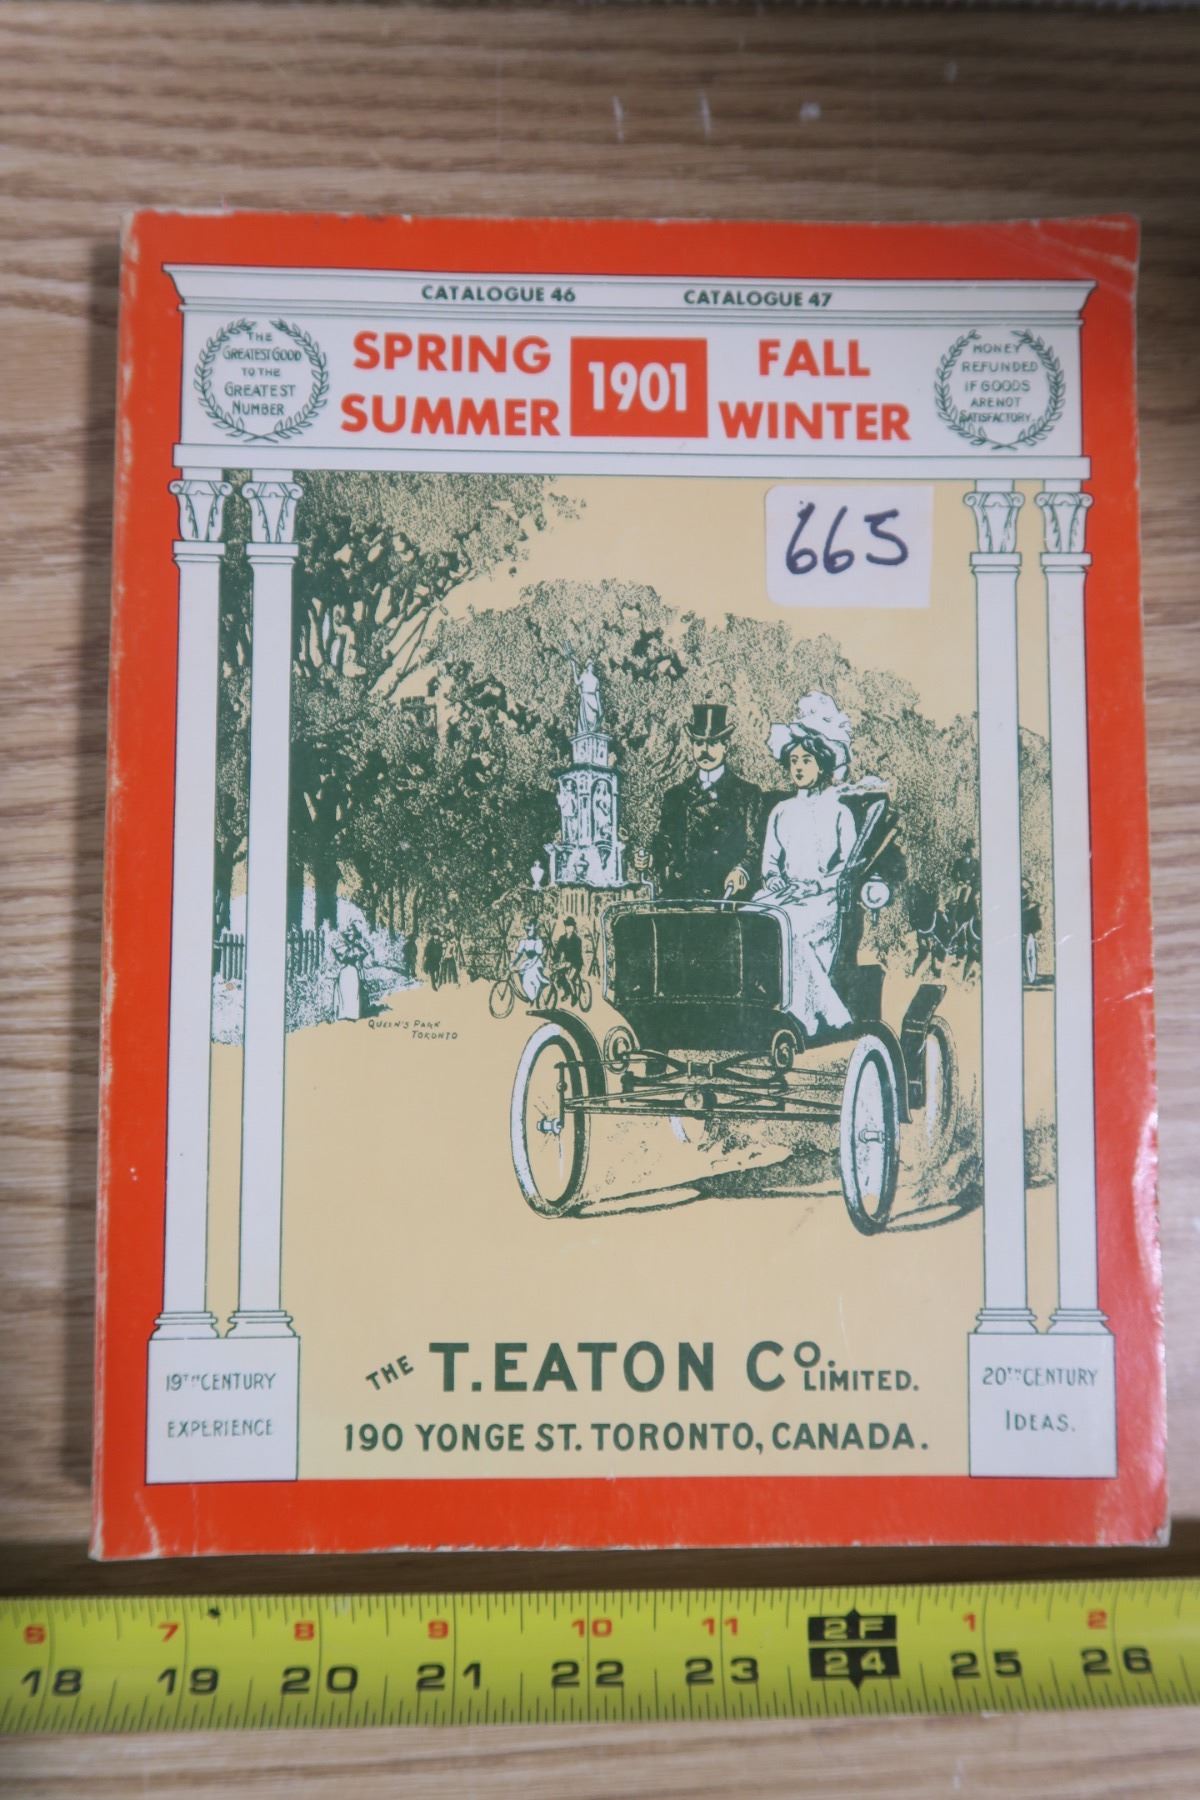 CATALOGUE 46 CATALOGUE 47
THE
GREATEST GOOD
TO THE
GREATEST
NUMBER
SPRING
SUMMER
1901
FALL
WINTER
MONEY
REFUNDED
IF GOODS
ARE NOT
SATISFACTORY.
665
QUEEN'S PARK
TORONTO
THE T. EATON CO. LIMITED.
190 YONGE ST. TORONTO, CANADA.
19TH CENTURY
EXPERIENCE
20TH CENTURY
IDEAS.
6 7 8 9 10 11 2F 1 2
18 19 20 21 22 23 24 25 26